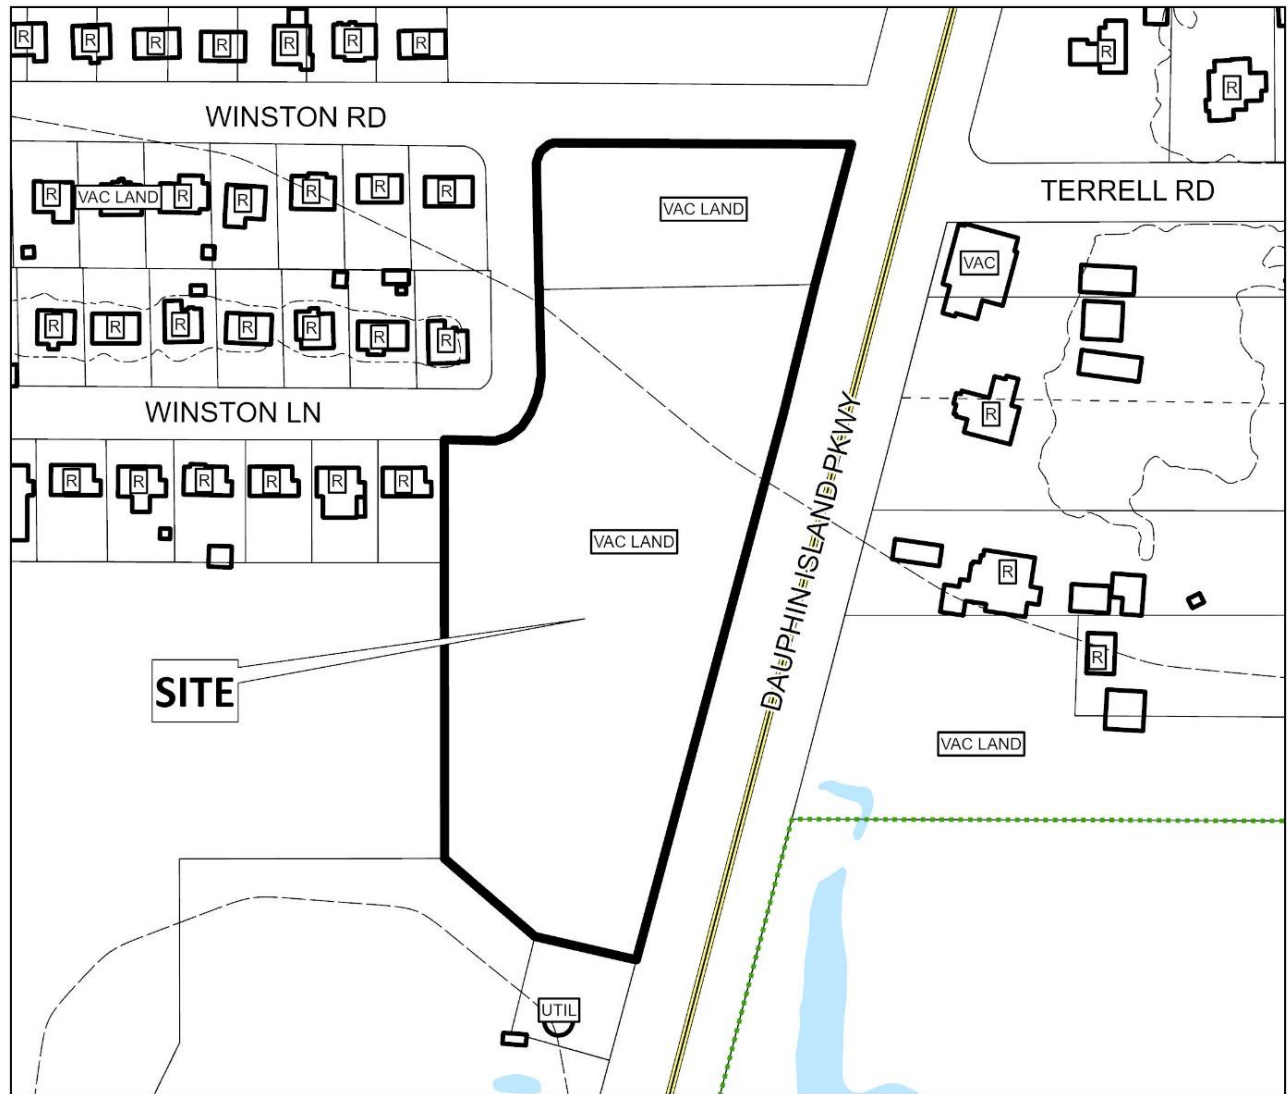 R R R R R R R
R
R
WINSTON RD
TERRELL RD
R VAC LAND R R R R R
VAC LAND
VAC
R R R R R R R
WINSTON LN
R
R R R R R R
DAUPHIN ISLAND PKWY
VAC LAND
R
R
SITE
VAC LAND
UTIL